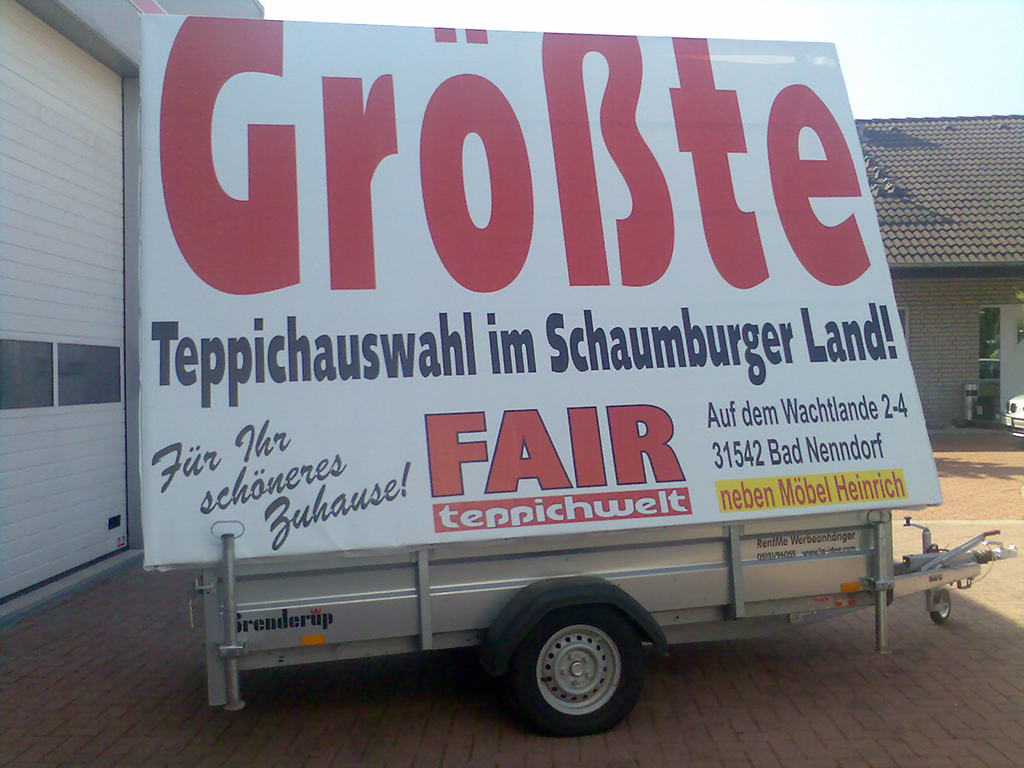 Größte
Teppichauswahl im Schaumburger Land!
Für Ihr
schöneres
Zuhause!
FAIR
teppichwelt
Auf dem Wachtlande 2-4
31542 Bad Nenndorf
neben Möbel Heinrich
RentMe Werbeanhänger
Brenderup